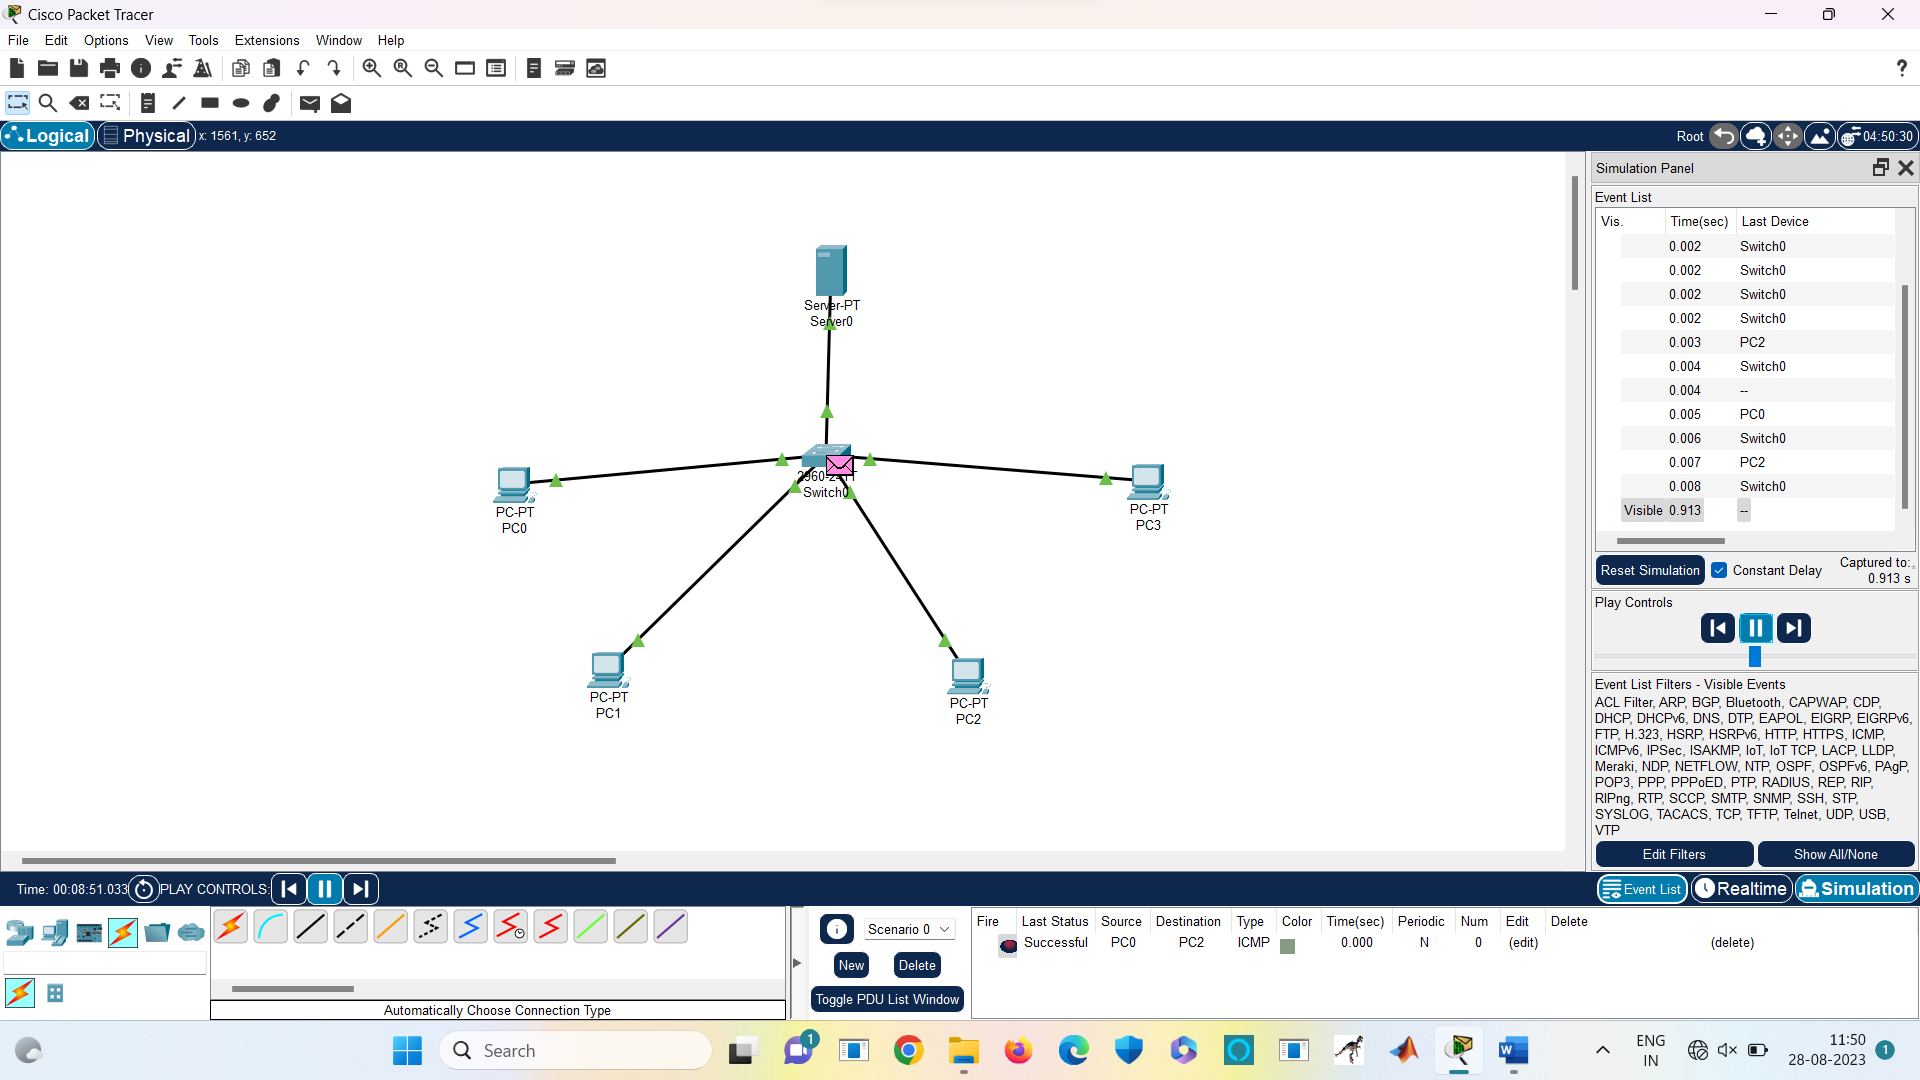 Cisco Packet Tracer
File Edit Options View Tools Extensions Window Help
?
Logical Physical x: 1561, y: 652
Root 04:50:30
Server-PT
Server0
2960-24TT
Switch0
PC-PT
PC0
PC-PT
PC3
PC-PT
PC1
PC-PT
PC2
Simulation Panel
Event List
Vis. Time(sec) Last Device
0.002 Switch0
0.002 Switch0
0.002 Switch0
0.002 Switch0
0.003 PC2
0.004 Switch0
0.004 --
0.005 PC0
0.006 Switch0
0.007 PC2
0.008 Switch0
Visible 0.913 --
Reset Simulation Constant Delay Captured to:
0.913 s
Play Controls
Event List Filters - Visible Events
ACL Filter, ARP, BGP, Bluetooth, CAPWAP, CDP,
DHCP, DHCPv6, DNS, DTP, EAPOL, EIGRP, EIGRPv6,
FTP, H.323, HSRP, HSRPv6, HTTP, HTTPS, ICMP,
ICMPv6, IPSec, ISAKMP, IoT, IoT TCP, LACP, LLDP,
Meraki, NDP, NETFLOW, NTP, OSPF, OSPFv6, PAgP,
POP3, PPP, PPPoED, PTP, RADIUS, REP, RIP,
RIPng, RTP, SCCP, SMTP, SNMP, SSH, STP,
SYSLOG, TACACS, TCP, TFTP, Telnet, UDP, USB,
VTP
Edit Filters Show All/None
Time: 00:08:51.033 PLAY CONTROLS:
Event List Realtime Simulation
Automatically Choose Connection Type
Scenario 0
New Delete
Toggle PDU List Window
Fire Last Status Source Destination Type Color Time(sec) Periodic Num Edit Delete
Successful PC0 PC2 ICMP 0.000 N 0 (edit) (delete)
Search
1
ENG
IN
11:50
28-08-2023
1